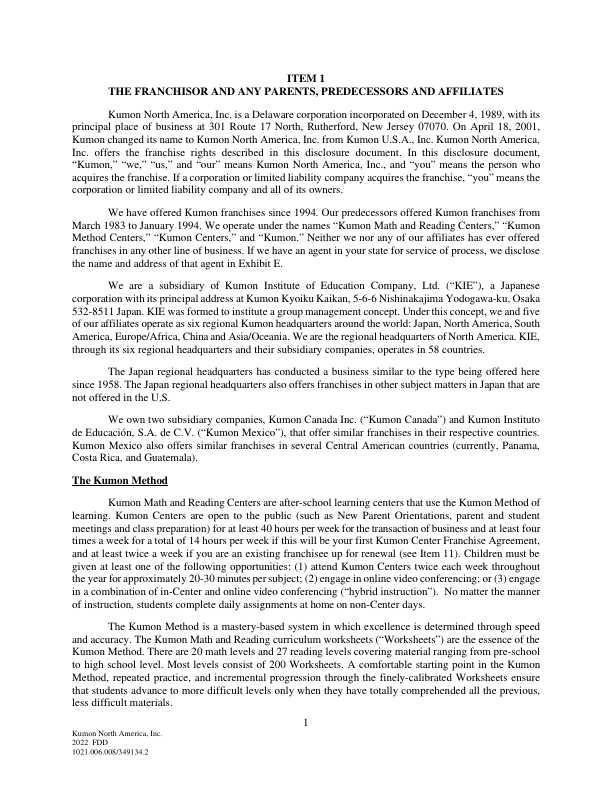 ITEM 1
THE FRANCHISOR AND ANY PARENTS, PREDECESSORS AND AFFILIATES
Kumon North America, Inc. is a Delaware corporation incorporated on December 4, 1989, with its
principal place of business at 301 Route 17 North, Rutherford, New Jersey 07070. On April 18, 2001,
Kumon changed its name to Kumon North America, Inc. from Kumon U.S.A., Inc. Kumon North America,
Inc. offers the franchise rights described in this disclosure document. In this disclosure document,
“Kumon,” “we,” “us,” and “our” means Kumon North America, Inc., and “you” means the person who
acquires the franchise. If a corporation or limited liability company acquires the franchise, “you” means the
corporation or limited liability company and all of its owners.
We have offered Kumon franchises since 1994. Our predecessors offered Kumon franchises from
March 1983 to January 1994. We operate under the names “Kumon Math and Reading Centers,” “Kumon
Method Centers,” “Kumon Centers,” and “Kumon.” Neither we nor any of our affiliates has ever offered
franchises in any other line of business. If we have an agent in your state for service of process, we disclose
the name and address of that agent in Exhibit E.
We are a subsidiary of Kumon Institute of Education Company, Ltd. (“KIE”), a Japanese
corporation with its principal address at Kumon Kyoiku Kaikan, 5-6-6 Nishinakajima Yodogawa-ku, Osaka
532-8511 Japan. KIE was formed to institute a group management concept. Under this concept, we and five
of our affiliates operate as six regional Kumon headquarters around the world: Japan, North America, South
America, Europe/Africa, China and Asia/Oceania. We are the regional headquarters of North America. KIE,
through its six regional headquarters and their subsidiary companies, operates in 58 countries.
The Japan regional headquarters has conducted a business similar to the type being offered here
since 1958. The Japan regional headquarters also offers franchises in other subject matters in Japan that are
not offered in the U.S.
We own two subsidiary companies, Kumon Canada Inc. (“Kumon Canada”) and Kumon Instituto
de Educación, S.A. de C.V. (“Kumon Mexico”), that offer similar franchises in their respective countries.
Kumon Mexico also offers similar franchises in several Central American countries (currently, Panama,
Costa Rica, and Guatemala).
The Kumon Method
Kumon Math and Reading Centers are after-school learning centers that use the Kumon Method of
learning. Kumon Centers are open to the public (such as New Parent Orientations, parent and student
meetings and class preparation) for at least 40 hours per week for the transaction of business and at least four
times a week for a total of 14 hours per week if this will be your first Kumon Center Franchise Agreement,
and at least twice a week if you are an existing franchisee up for renewal (see Item 11). Children must be
given at least one of the following opportunities: (1) attend Kumon Centers twice each week throughout
the year for approximately 20-30 minutes per subject; (2) engage in online video conferencing; or (3) engage
in a combination of in-Center and online video conferencing (“hybrid instruction”). No matter the manner
of instruction, students complete daily assignments at home on non-Center days.
The Kumon Method is a mastery-based system in which excellence is determined through speed
and accuracy. The Kumon Math and Reading curriculum worksheets (“Worksheets”) are the essence of the
Kumon Method. There are 20 math levels and 27 reading levels covering material ranging from pre-school
to high school level. Most levels consist of 200 Worksheets. A comfortable starting point in the Kumon
Method, repeated practice, and incremental progression through the finely-calibrated Worksheets ensure
that students advance to more difficult levels only when they have totally comprehended all the previous,
less difficult materials.
1
Kumon North America, Inc.
2022 FDD
1021.006.008/349134.2